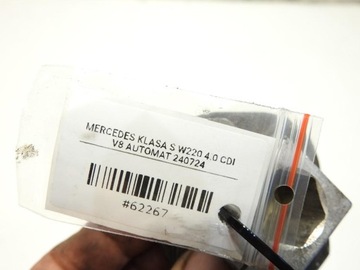 MERCEDES KLASA S W220 4.0 CDI
V8 AUTOMAT 240724
#62267